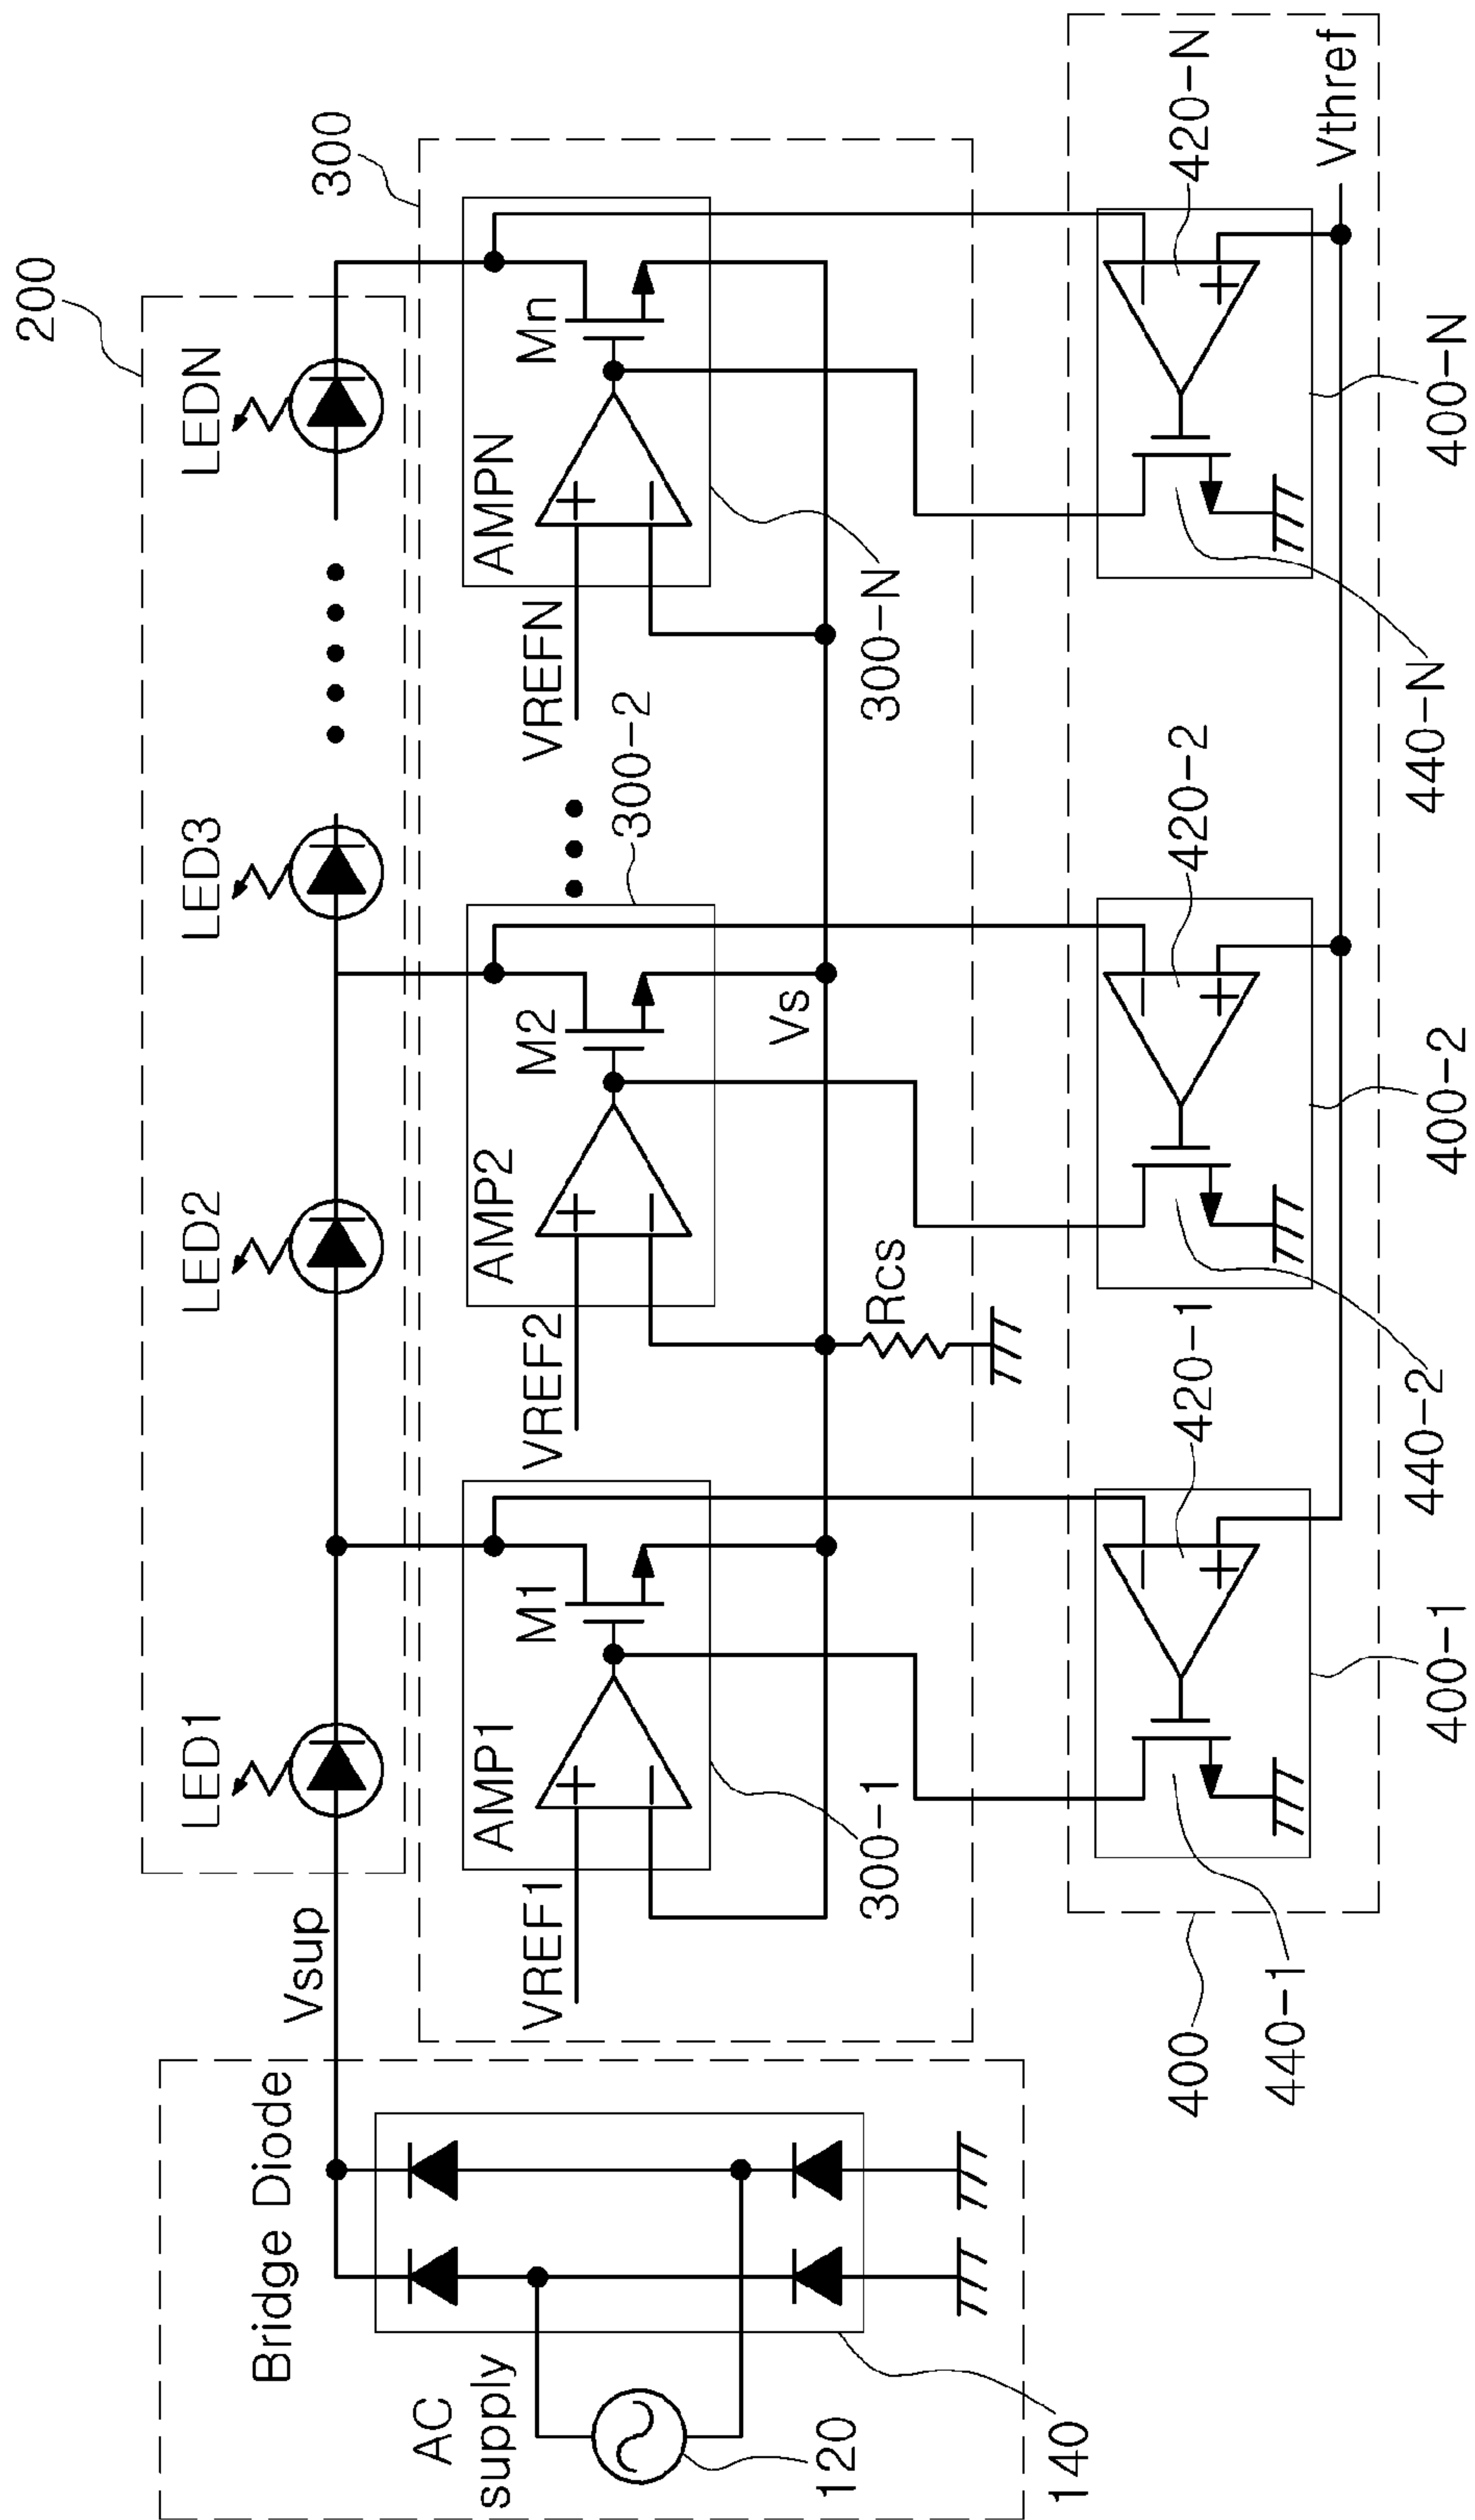 200
LED1
LED2
LED3
LEDN
300
Vsup
Bridge Diode
AC
supply
120
140
AMP1
M1
VREF1
300-1
AMP2
M2
VREF2
300-2
Vs
Rcs
AMPN
Mn
VREFN
300-N
400
440-1
420-1
400-1
440-2
420-2
400-2
440-N
420-N
400-N
Vthref